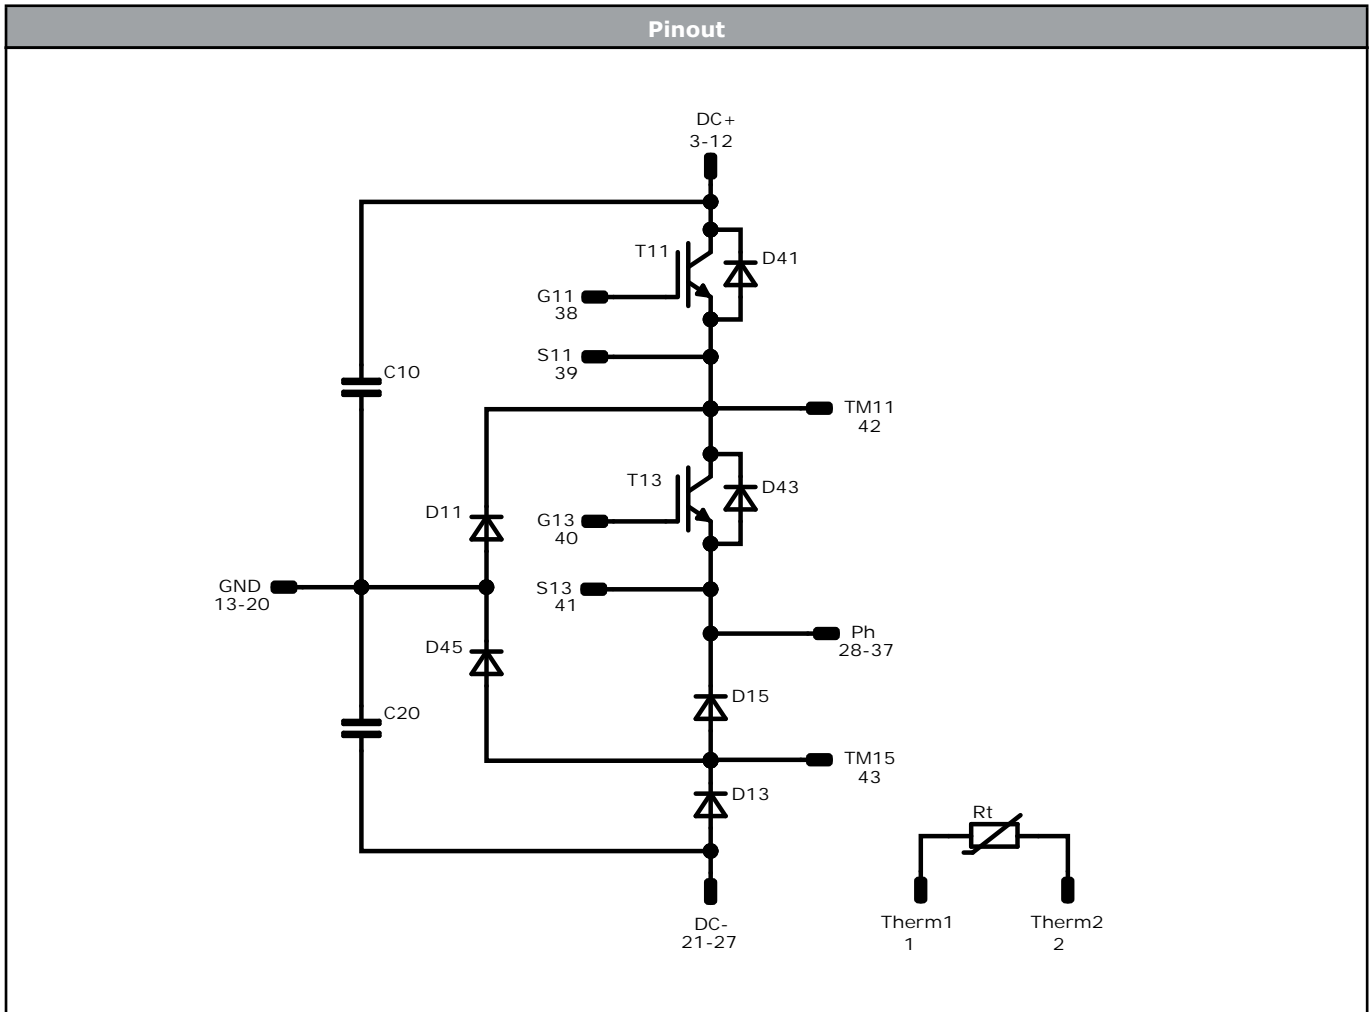 Pinout
DC+
3-12
T11
D41
G11
38
S11
39
C10
TM11
42
T13
D43
D11
G13
40
GND
13-20
S13
41
Ph
28-37
D45
D15
C20
TM15
43
D13
Rt
DC-
21-27
Therm1
1
Therm2
2